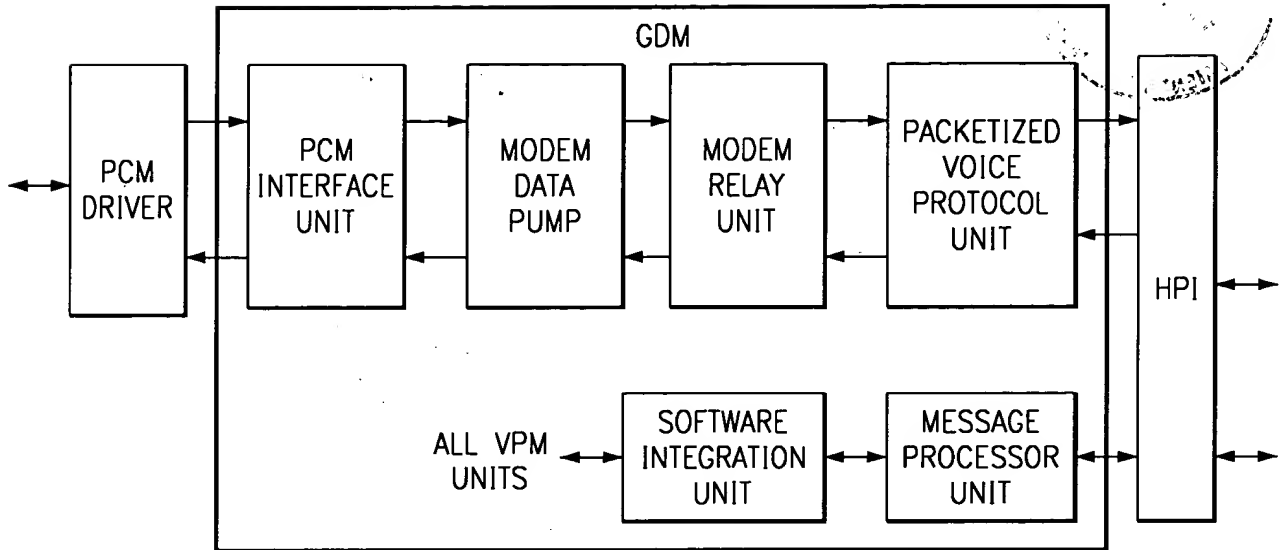 GDM
PCM
DRIVER
PCM
INTERFACE
UNIT
MODEM
DATA
PUMP
MODEM
RELAY
UNIT
PACKETIZED
VOICE
PROTOCOL
UNIT
HPI
ALL VPM
UNITS
SOFTWARE
INTEGRATION
UNIT
MESSAGE
PROCESSOR
UNIT